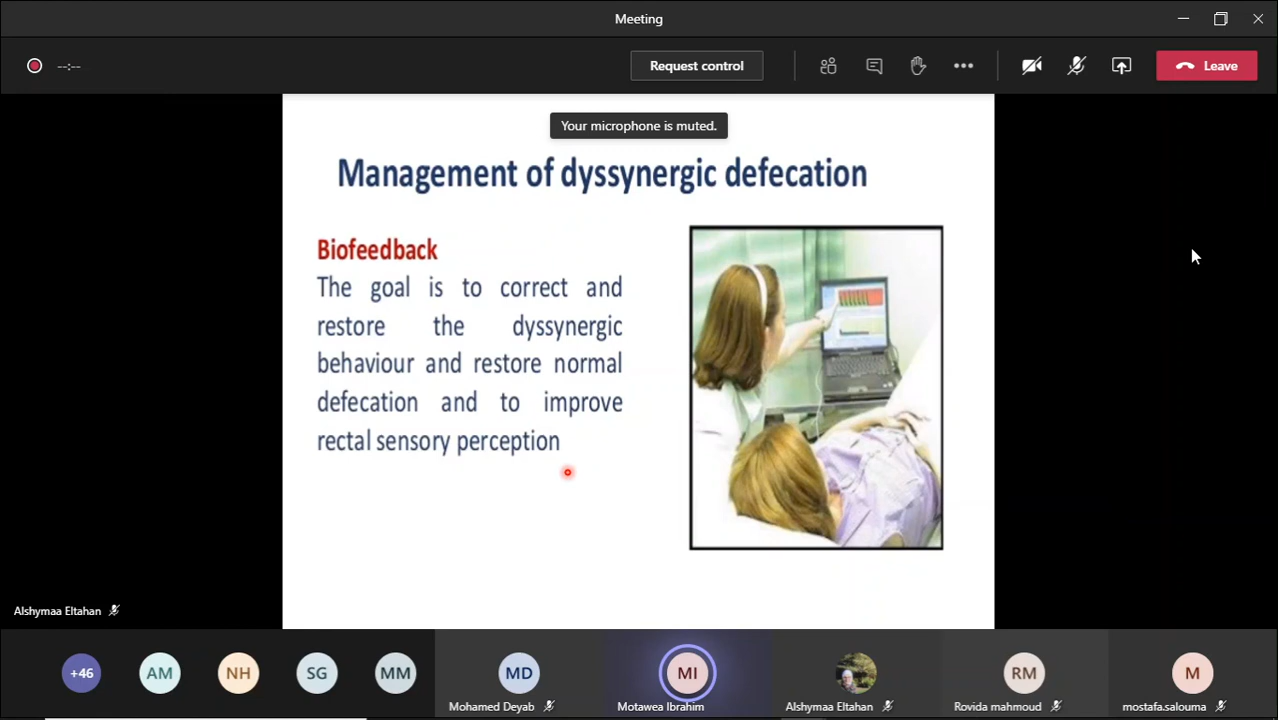 Meeting
--:--
Request control
Leave
Your microphone is muted.
Management of dyssynergic defecation
Biofeedback
The goal is to correct and
restore the dyssynergic
behaviour and restore normal
defecation and to improve
rectal sensory perception
Alshymaa Eltahan
+46
AM
NH
SG
MM
MD
MI
RM
M
Mohamed Deyab
Motawea Ibrahim
Alshymaa Eltahan
Rovida mahmoud
mostafa.salouma